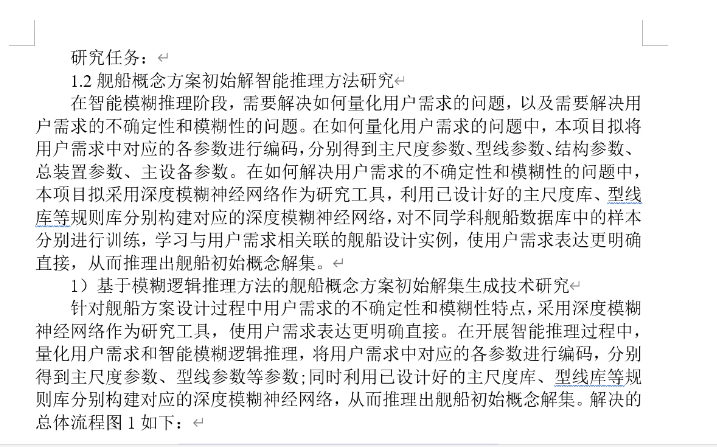 研究任务：
1.2 舰船概念方案初始解智能推理方法研究
在智能模糊推理阶段，需要解决如何量化用户需求的问题，以及需要解决用
户需求的不确定性和模糊性的问题。在如何量化用户需求的问题中，本项目拟将
用户需求中对应的各参数进行编码，分别得到主尺度参数、型线参数、结构参数、
总装置参数、主设备参数。在如何解决用户需求的不确定性和模糊性的问题中，
本项目拟采用深度模糊神经网络作为研究工具，利用已设计好的主尺度库、型线
库等规则库分别构建对应的深度模糊神经网络，对不同学科舰船数据库中的样本
分别进行训练，学习与用户需求相关联的舰船设计实例，使用户需求表达更明确
直接，从而推理出舰船初始概念解集。
1）基于模糊逻辑推理方法的舰船概念方案初始解集生成技术研究
针对舰船方案设计过程中用户需求的不确定性和模糊性特点，采用深度模糊
神经网络作为研究工具，使用户需求表达更明确直接。在开展智能推理过程中，
量化用户需求和智能模糊逻辑推理，将用户需求中对应的各参数进行编码，分别
得到主尺度参数、型线参数等参数;同时利用已设计好的主尺度库、型线库等规
则库分别构建对应的深度模糊神经网络，从而推理出舰船初始概念解集。解决的
总体流程图 1 如下：